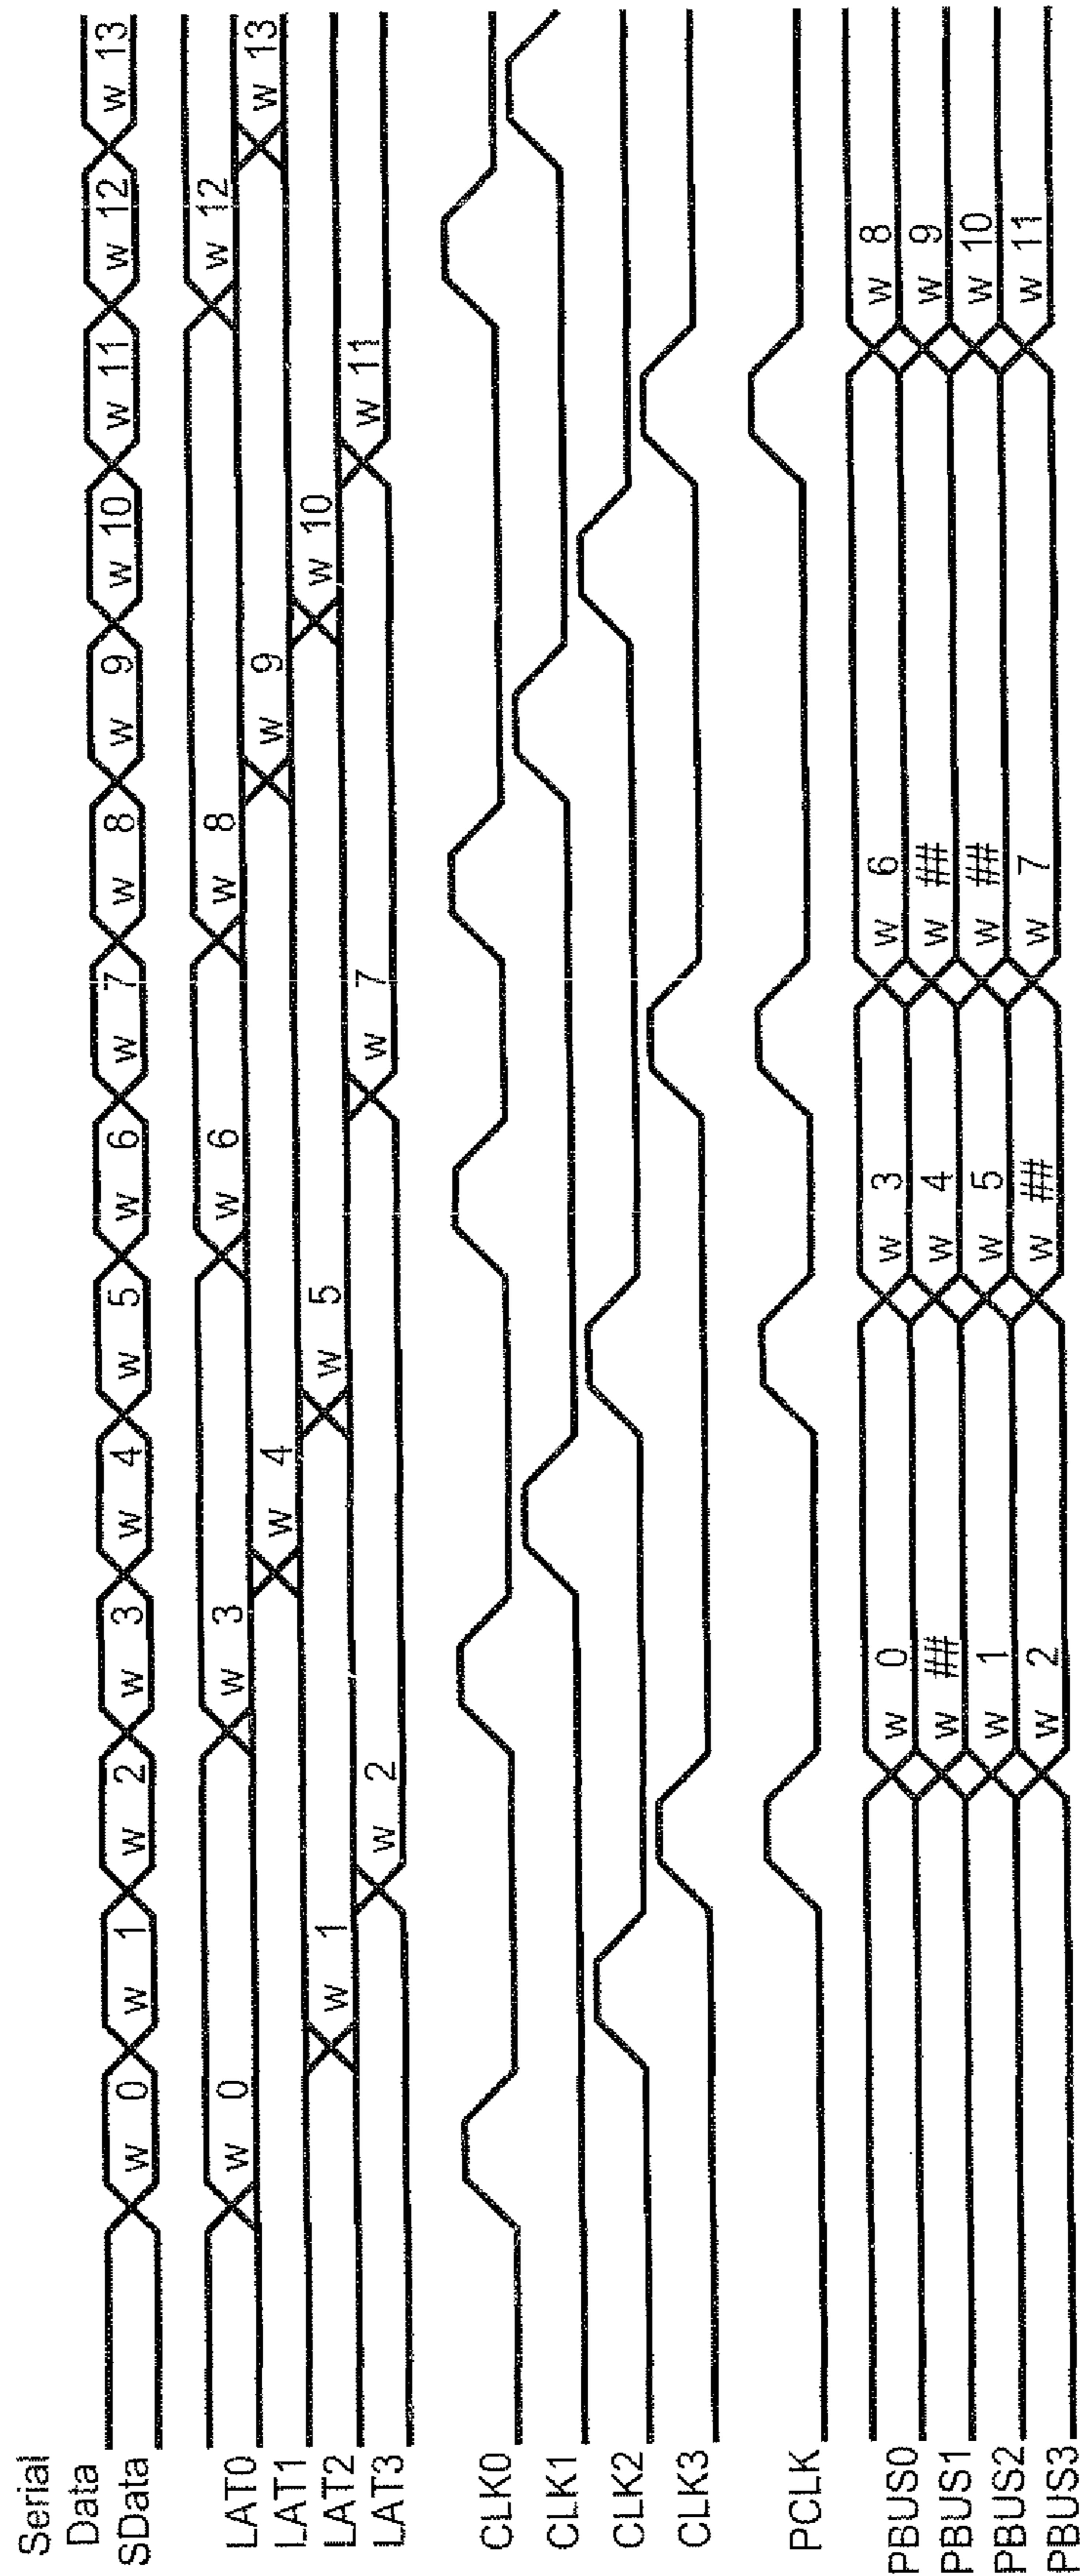 Serial
Data
SData w 0 w 1 w 2 w 3 w 4 w 5 w 6 w 7 w 8 w 9 w 10 w 11 w 12 w 13
LAT0 w 0 w 3 w 6 w 8 w 12
LAT1 w 4 w 9 w 13
LAT2 w 1 w 5 w 10
LAT3 w 2 w 7 w 11
CLK0
CLK1
CLK2
CLK3
PCLK
PBUS0 w 0 w 3 w 6 w 8
PBUS1 w ## w 4 w ## w 9
PBUS2 w 1 w 5 w ## w 10
PBUS3 w 2 w ## w 7 w 11